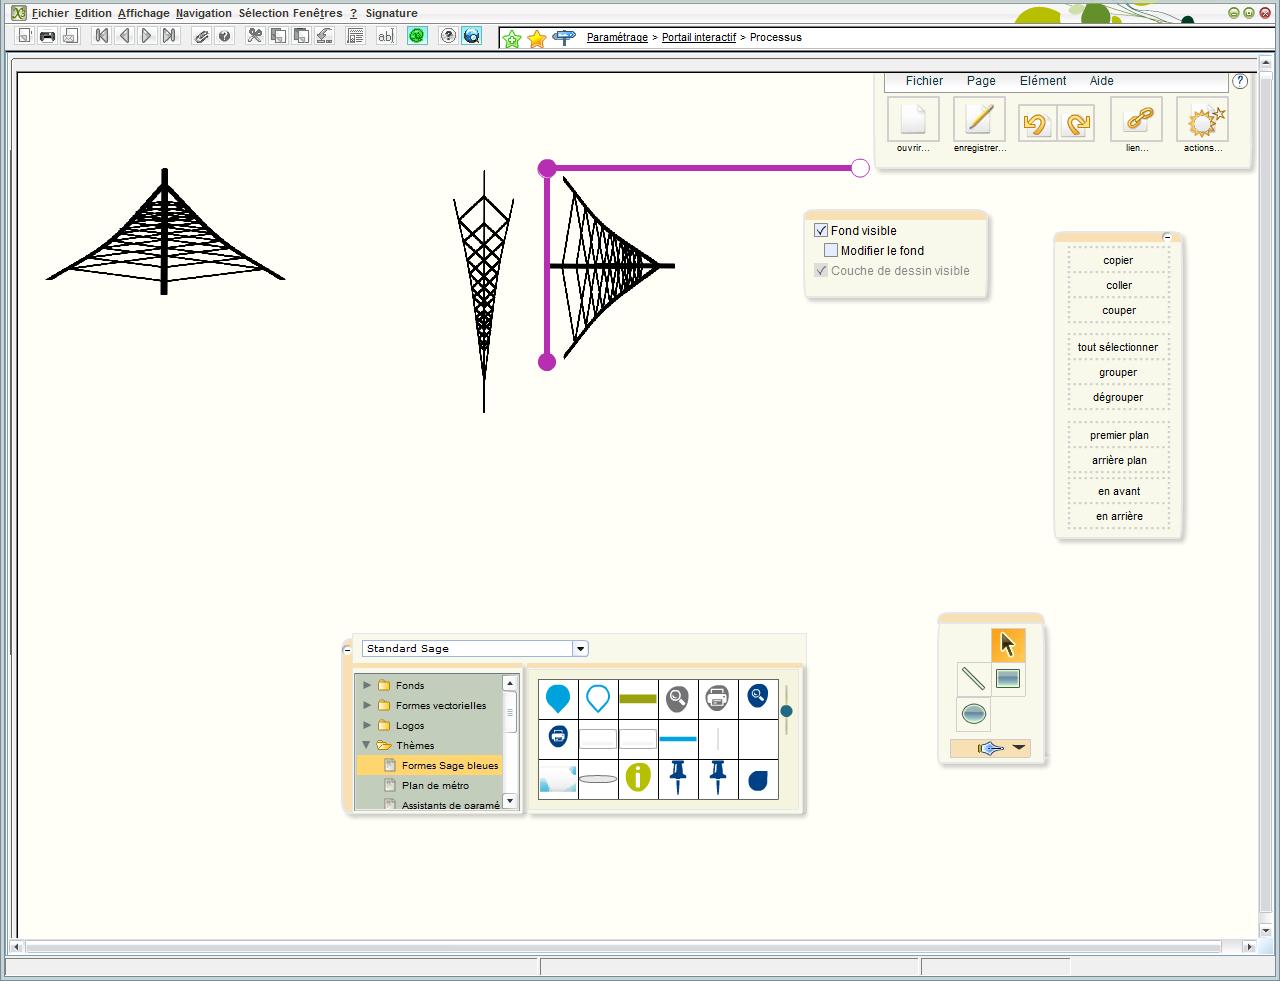 Fichier Edition Affichage Navigation Sélection Fenêtres ? Signature
ab|
Paramétrage > Portail interactif > Processus
Fichier Page Elément Aide ?
ouvrir... enregistrer... lien... actions...
Fond visible
Modifier le fond
Couche de dessin visible
copier
coller
couper
tout sélectionner
grouper
dégrouper
premier plan
arrière plan
en avant
en arrière
Standard Sage
Fonds
Formes vectorielles
Logos
Thèmes
Formes Sage bleues
Plan de métro
Assistants de paramé